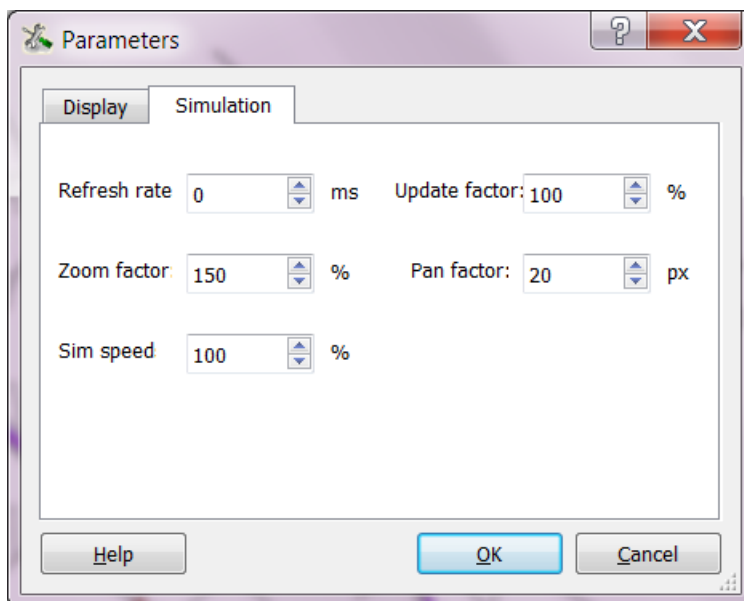 Parameters
Display Simulation
Refresh rate 0 ms Update factor: 100 %
Zoom factor: 150 % Pan factor: 20 px
Sim speed 100 %
Help OK Cancel